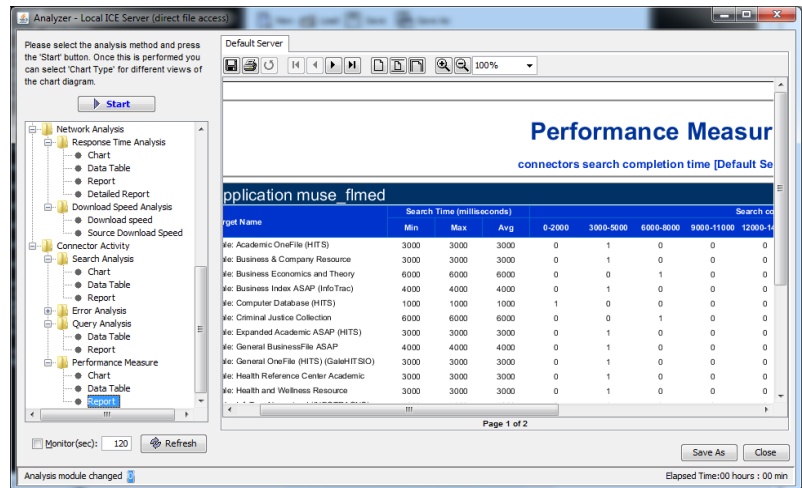 Analyzer - Local ICE Server (direct file access)
Please select the analysis method and press
the 'Start' button. Once this is performed you
can select 'Chart Type' for different views of
the chart diagram.
Start
Network Analysis
Response Time Analysis
Chart
Data Table
Report
Detailed Report
Download Speed Analysis
Download speed
Source Download Speed
Connector Activity
Search Analysis
Chart
Data Table
Report
Error Analysis
Query Analysis
Data Table
Report
Performance Measure
Chart
Data Table
Report
Monitor(sec): 120 Refresh
Default Server
100%
Performance Measur
connectors search completion time [Default Se
pplication muse_flmed
Search Time (milliseconds) Search co
rget Name Min Max Avg 0-2000 3000-5000 6000-8000 9000-11000 12000-14
ale: Academic OneFile (HITS) 3000 3000 3000 0 1 0 0 0
ale: Business & Company Resource 3000 3000 3000 0 1 0 0 0
ale: Business Economics and Theory 6000 6000 6000 0 0 1 0 0
ale: Business Index ASAP (InfoTrac) 4000 4000 4000 0 1 0 0 0
ale: Computer Database (HITS) 1000 1000 1000 1 0 0 0 0
ale: Criminal Justice Collection 6000 6000 6000 0 0 1 0 0
ale: Expanded Academic ASAP (HITS) 3000 3000 3000 0 1 0 0 0
ale: General BusinessFile ASAP 4000 4000 4000 0 1 0 0 0
ale: General OneFile (HITS) (GaleHITSIO) 3000 3000 3000 0 1 0 0 0
ale: Health Reference Center Academic 3000 3000 3000 0 1 0 0 0
ale: Health and Wellness Resource 3000 3000 3000 0 1 0 0 0
Page 1 of 2
Save As Close
Analysis module changed Elapsed Time:00 hours : 00 min